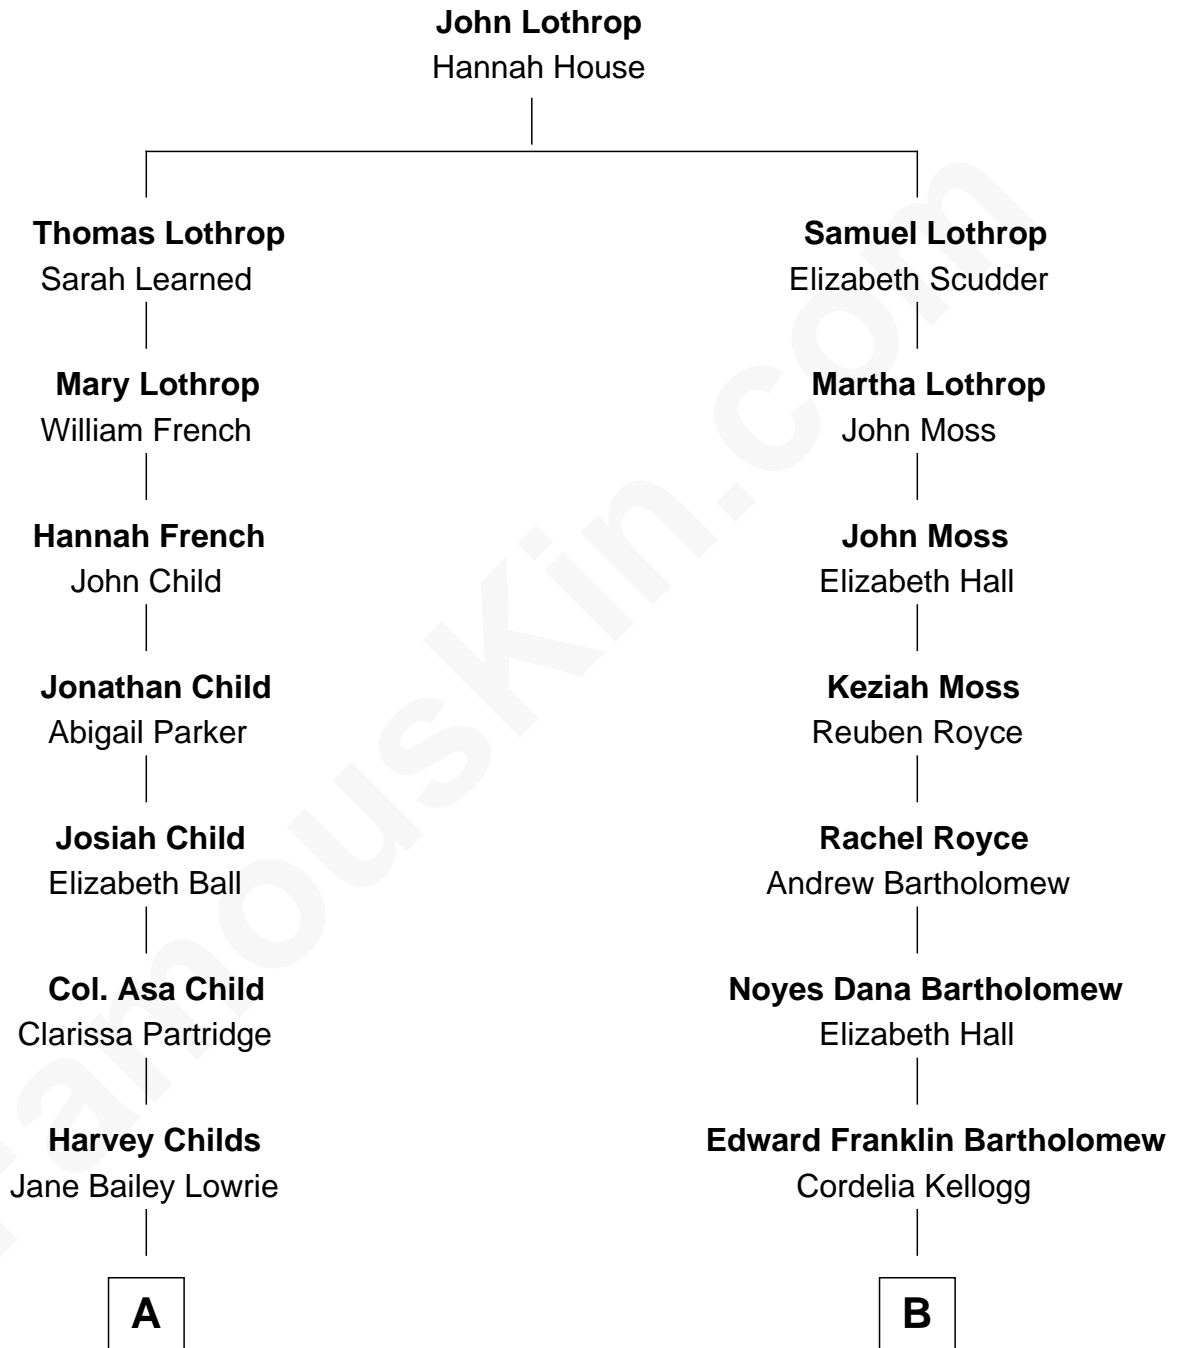 John Lothrop
Hannah House
Thomas Lothrop
Sarah Learned
Samuel Lothrop
Elizabeth Scudder
Mary Lothrop
William French
Martha Lothrop
John Moss
Hannah French
John Child
John Moss
Elizabeth Hall
Jonathan Child
Abigail Parker
Keziah Moss
Reuben Royce
Josiah Child
Elizabeth Ball
Rachel Royce
Andrew Bartholomew
Col. Asa Child
Clarissa Partridge
Noyes Dana Bartholomew
Elizabeth Hall
Harvey Childs
Jane Bailey Lowrie
Edward Franklin Bartholomew
Cordelia Kellogg
A
B
FamousKin.com